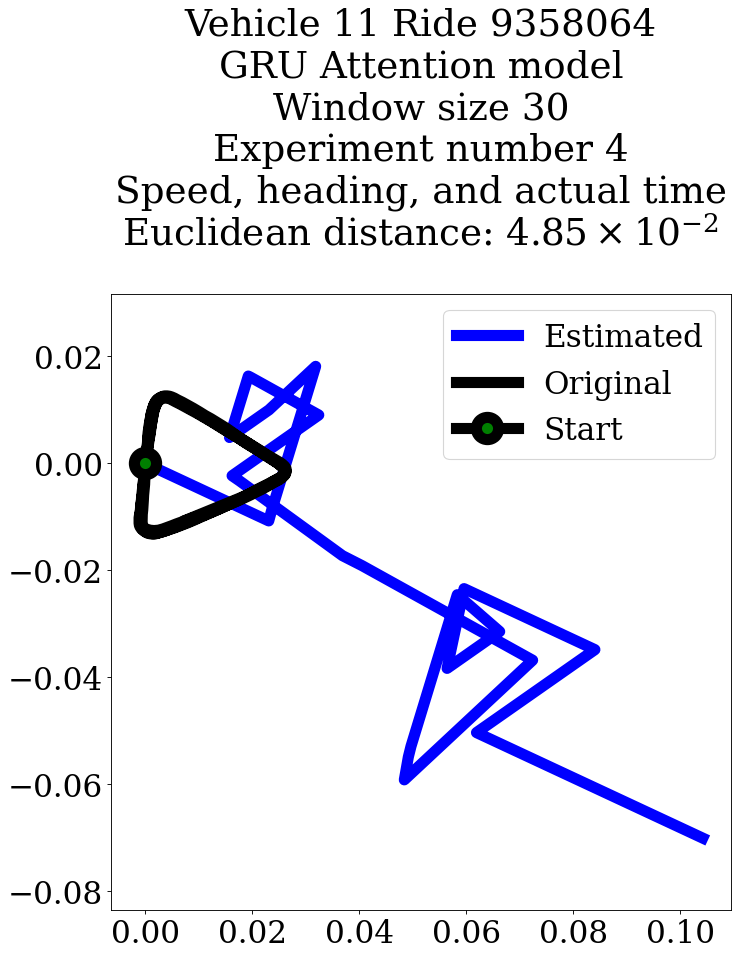 Vehicle 11 Ride 9358064
GRU Attention model
Window size 30
Experiment number 4
Speed, heading, and actual time
Euclidean distance: 4.85 × 10⁻²
Estimated
Original
Start
0.02
0.00
−0.02
−0.04
−0.06
−0.08
0.00 0.02 0.04 0.06 0.08 0.10